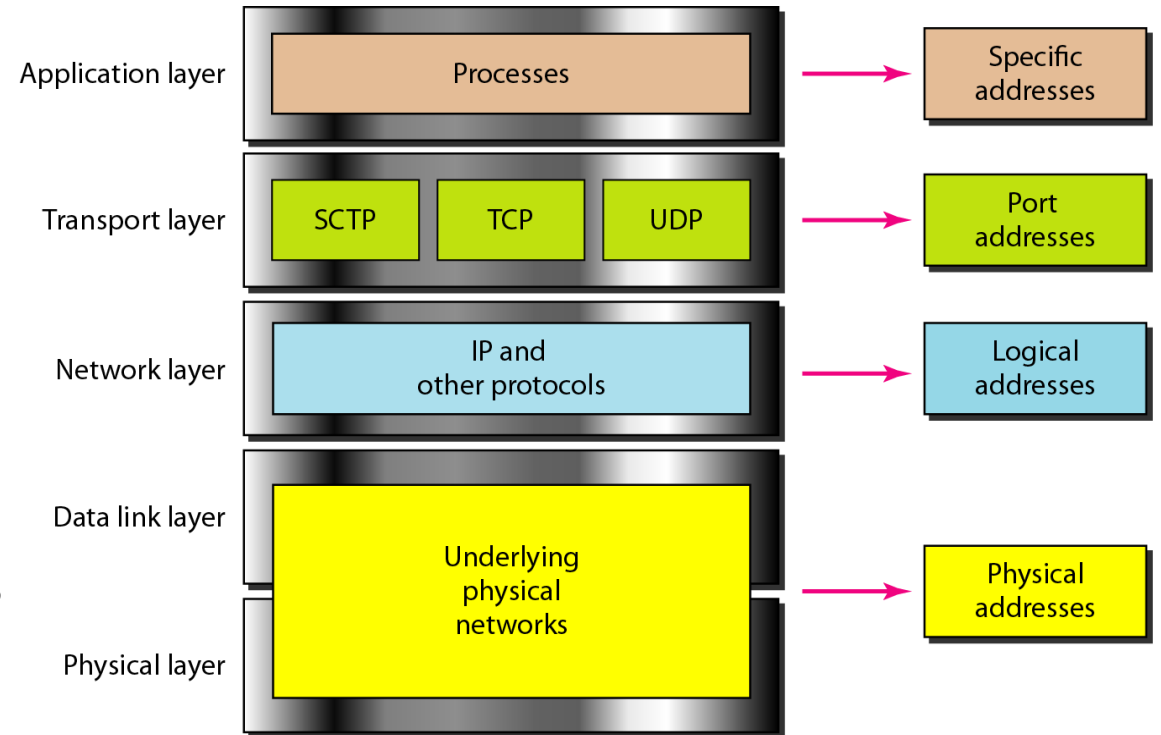 Application layer
Processes
Specific
addresses
Transport layer
SCTP
TCP
UDP
Port
addresses
Network layer
IP and
other protocols
Logical
addresses
Data link layer
Underlying
physical
networks
Physical
addresses
Physical layer